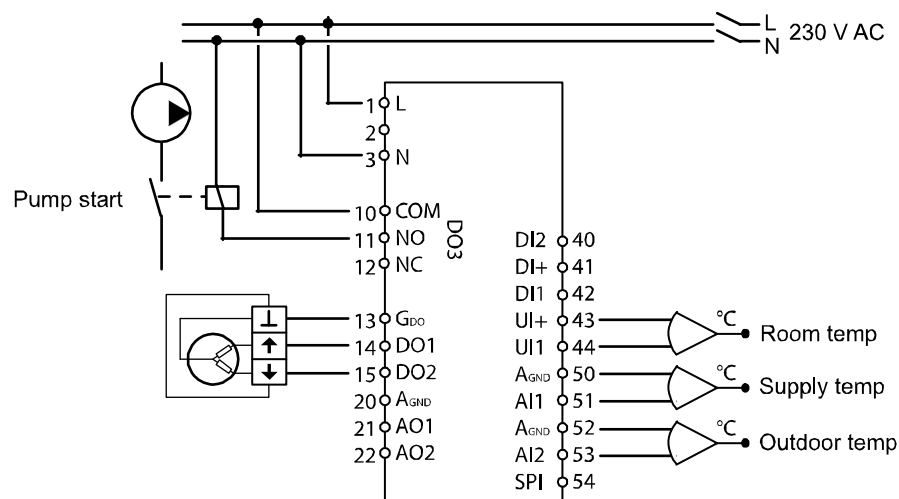 L
N 230 V AC
1 L
2
3 N
Pump start
10 COM
11 NO
12 NC
DO3
13 GDO
14 DO1
15 DO2
20 AGND
21 AO1
22 AO2
DI2 40
DI+ 41
DI1 42
UI+ 43
UI1 44
AGND 50
AI1 51
AGND 52
AI2 53
SPI 54
°C Room temp
°C Supply temp
°C Outdoor temp